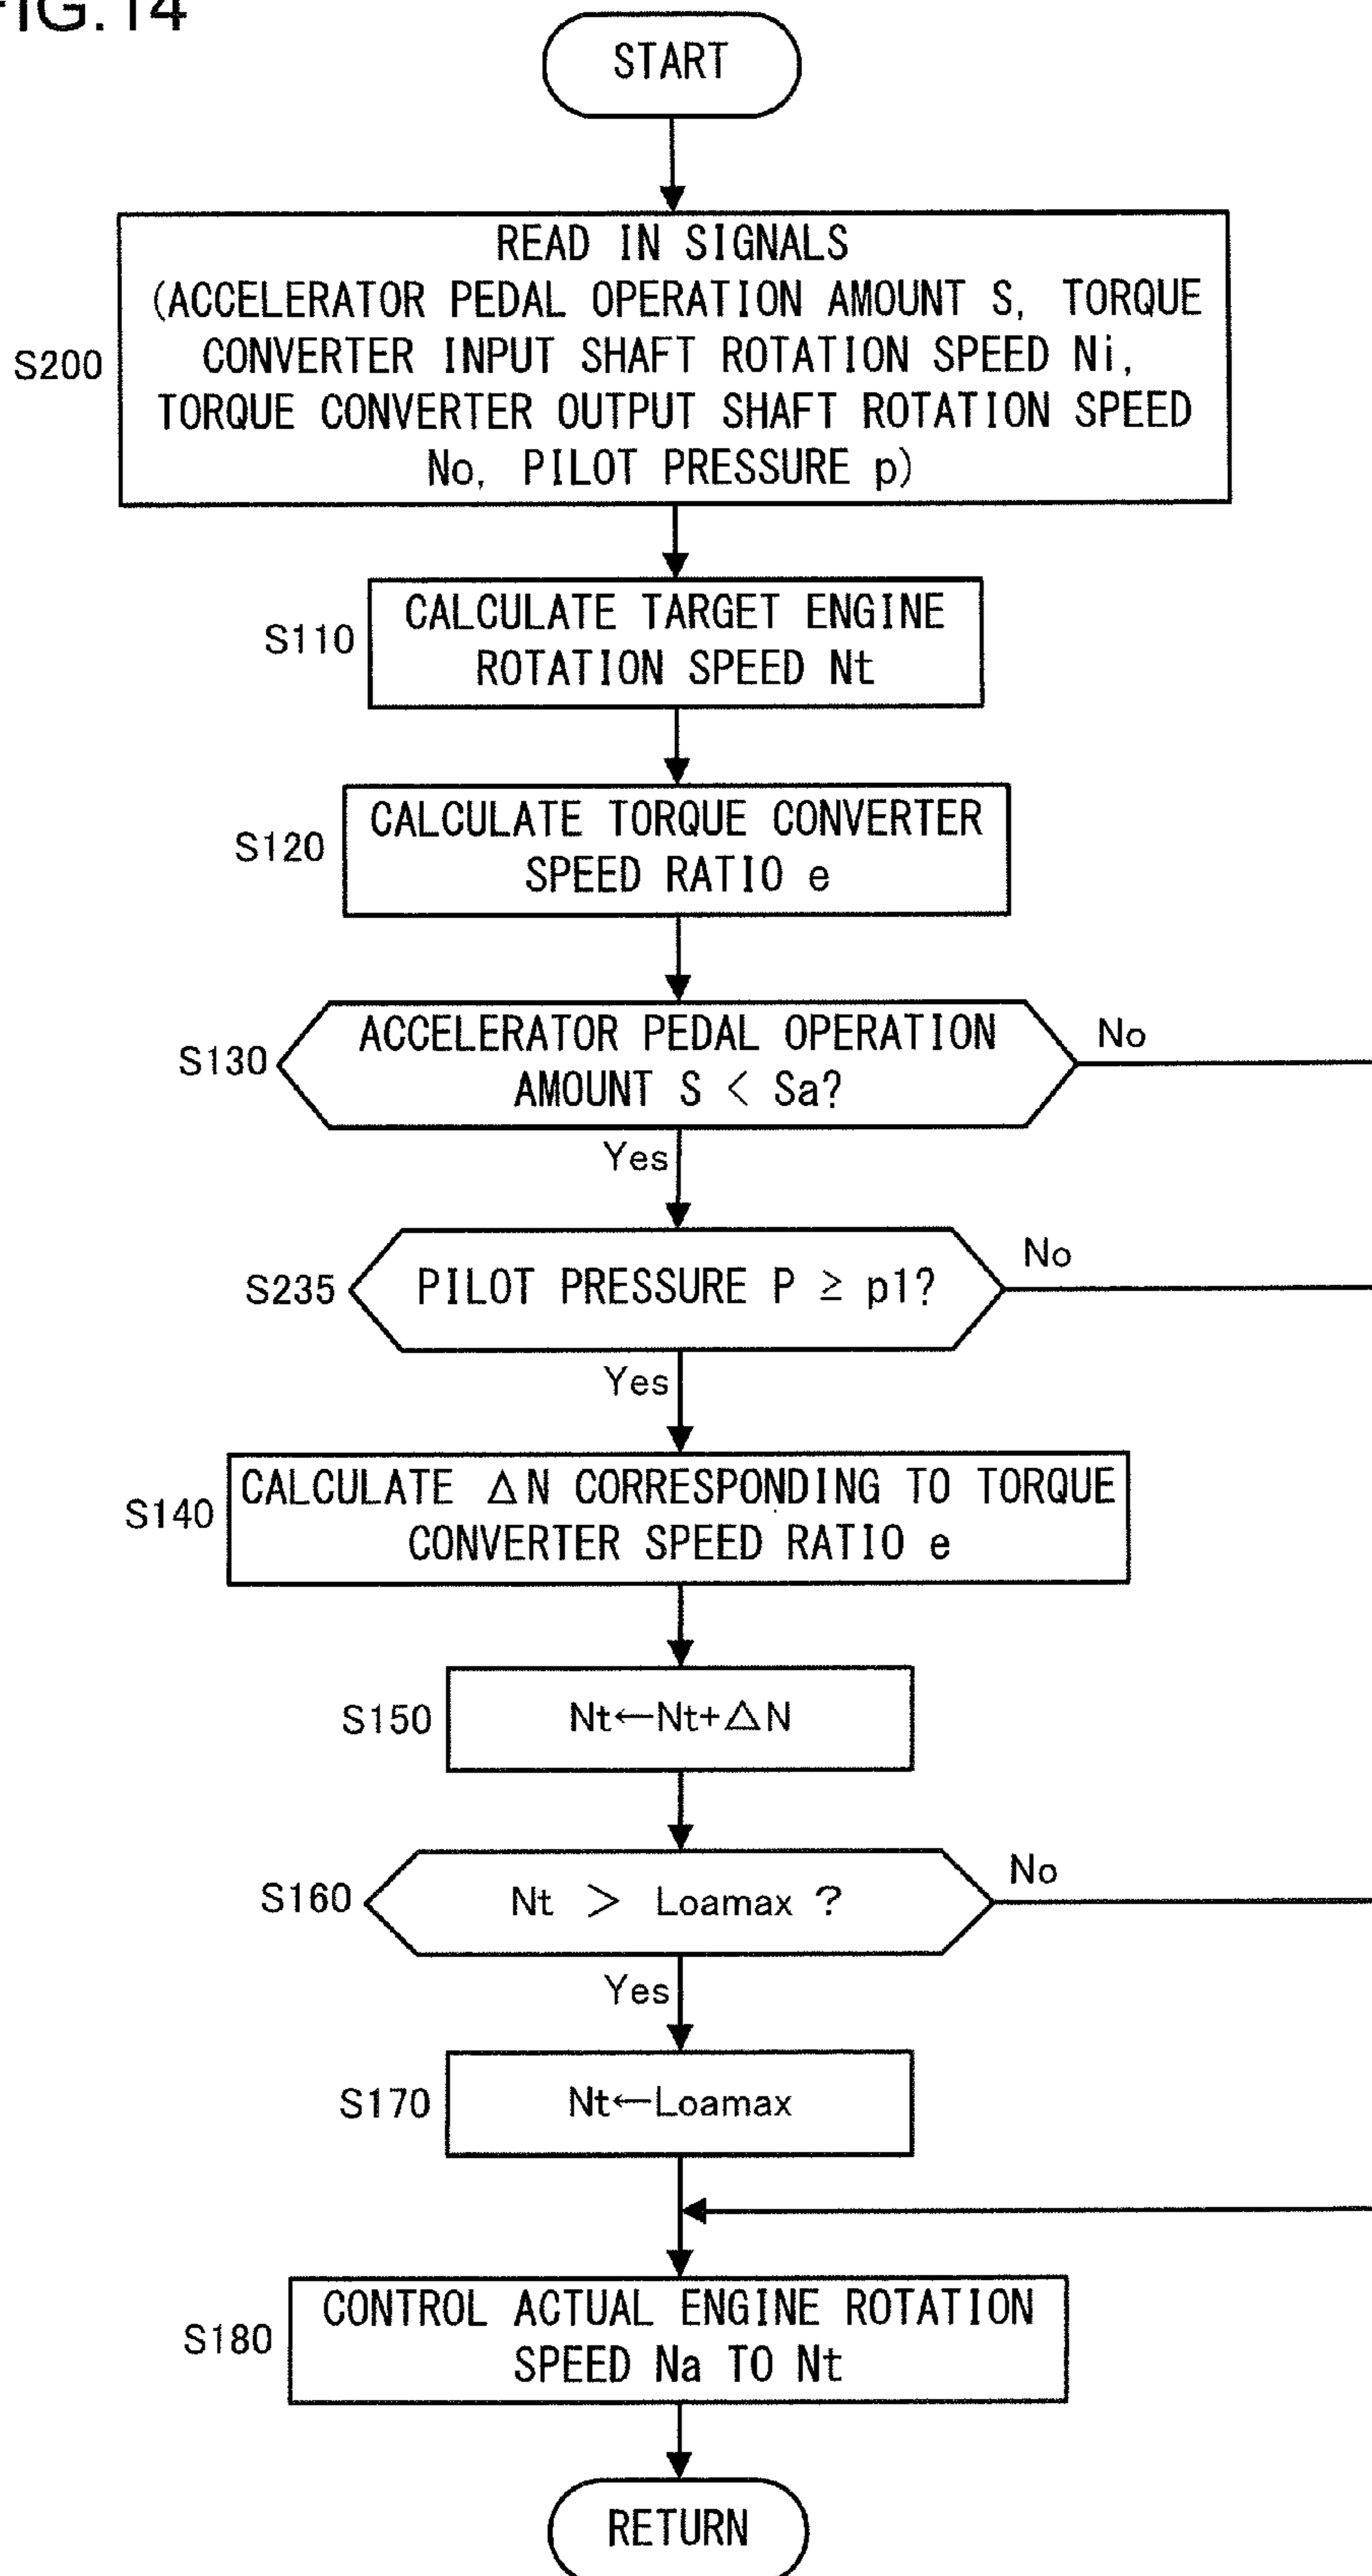 FIG. 14
START
S200
READ IN SIGNALS
(ACCELERATOR PEDAL OPERATION AMOUNT S, TORQUE
CONVERTER INPUT SHAFT ROTATION SPEED Ni,
TORQUE CONVERTER OUTPUT SHAFT ROTATION SPEED
No, PILOT PRESSURE p)
S110
CALCULATE TARGET ENGINE
ROTATION SPEED Nt
S120
CALCULATE TORQUE CONVERTER
SPEED RATIO e
S130
ACCELERATOR PEDAL OPERATION
AMOUNT S < Sa?
No
Yes
S235
PILOT PRESSURE P ≥ p1?
No
Yes
S140
CALCULATE △N CORRESPONDING TO TORQUE
CONVERTER SPEED RATIO e
S150
Nt←Nt+△N
S160
Nt > Loamax ?
No
Yes
S170
Nt←Loamax
S180
CONTROL ACTUAL ENGINE ROTATION
SPEED Na TO Nt
RETURN